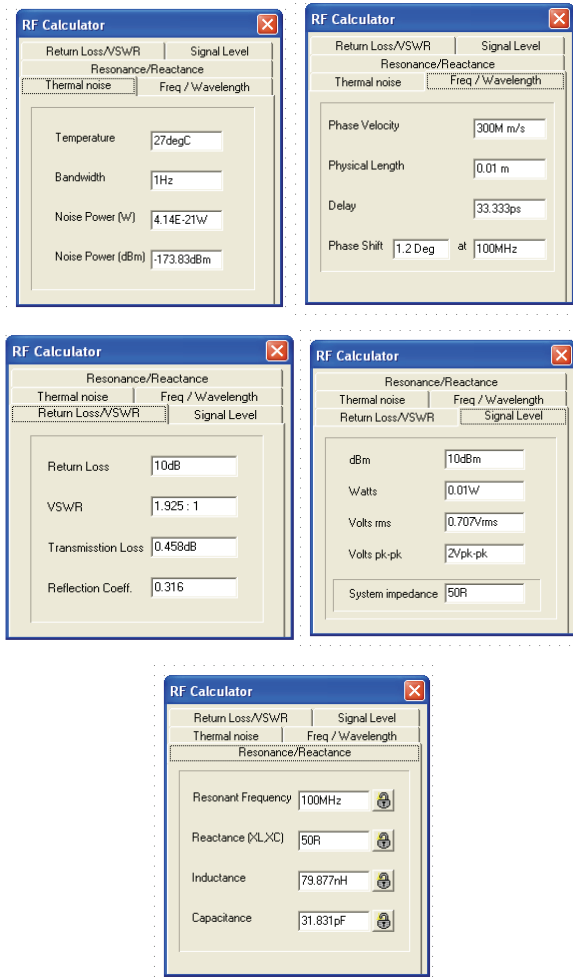 RF Calculator
Return Loss/VSWR Signal Level
Resonance/Reactance
Thermal noise Freq / Wavelength
Temperature 27degC
Bandwidth 1Hz
Noise Power (W) 4.14E-21W
Noise Power (dBm) -173.83dBm
RF Calculator
Return Loss/VSWR Signal Level
Resonance/Reactance
Thermal noise Freq / Wavelength
Phase Velocity 300M m/s
Physical Length 0.01 m
Delay 33.333ps
Phase Shift 1.2 Deg at 100MHz
RF Calculator
Resonance/Reactance
Thermal noise Freq / Wavelength
Return Loss/VSWR Signal Level
Return Loss 10dB
VSWR 1.925 : 1
Transmisstion Loss 0.458dB
Reflection Coeff. 0.316
RF Calculator
Resonance/Reactance
Thermal noise Freq / Wavelength
Return Loss/VSWR Signal Level
dBm 10dBm
Watts 0.01W
Volts rms 0.707Vrms
Volts pk-pk 2Vpk-pk
System impedance 50R
RF Calculator
Return Loss/VSWR Signal Level
Thermal noise Freq / Wavelength
Resonance/Reactance
Resonant Frequency 100MHz
Reactance (XL,XC) 50R
Inductance 79.877nH
Capacitance 31.831pF